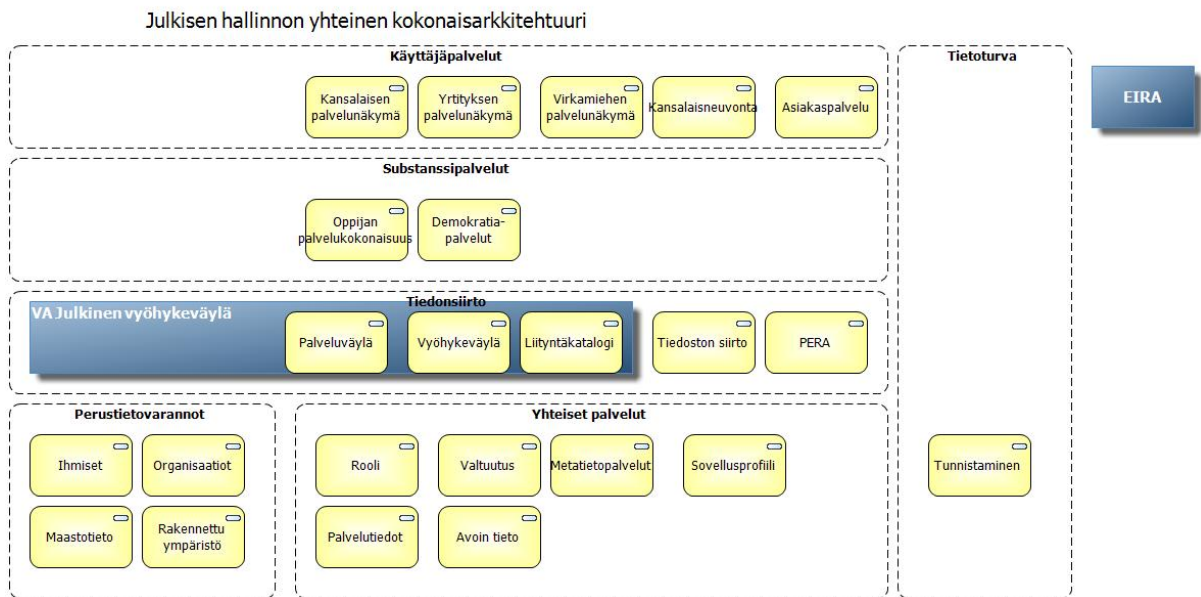 Julkisen hallinnon yhteinen kokonaisarkkitehtuuri
Käyttäjäpalvelut
Kansalaisen
palvelunäkymä
Yrtityksen
palvelunäkymä
Virkamiehen
palvelunäkymä
Kansalaisneuvonta
Asiakaspalvelu
Tietoturva
EIRA
Substanssipalvelut
Oppijan
palvelukokonaisuus
Demokratia-
palvelut
Tiedonsiirto
VA Julkinen vyöhykeväylä
Palveluväylä
Vyöhykeväylä
Liityntäkatalogi
Tiedoston siirto
PERA
Perustietovarannot
Ihmiset
Organisaatiot
Maastotieto
Rakennettu
ympäristö
Yhteiset palvelut
Rooli
Valtuutus
Metatietopalvelut
Sovellusprofiili
Palvelutiedot
Avoin tieto
Tunnistaminen